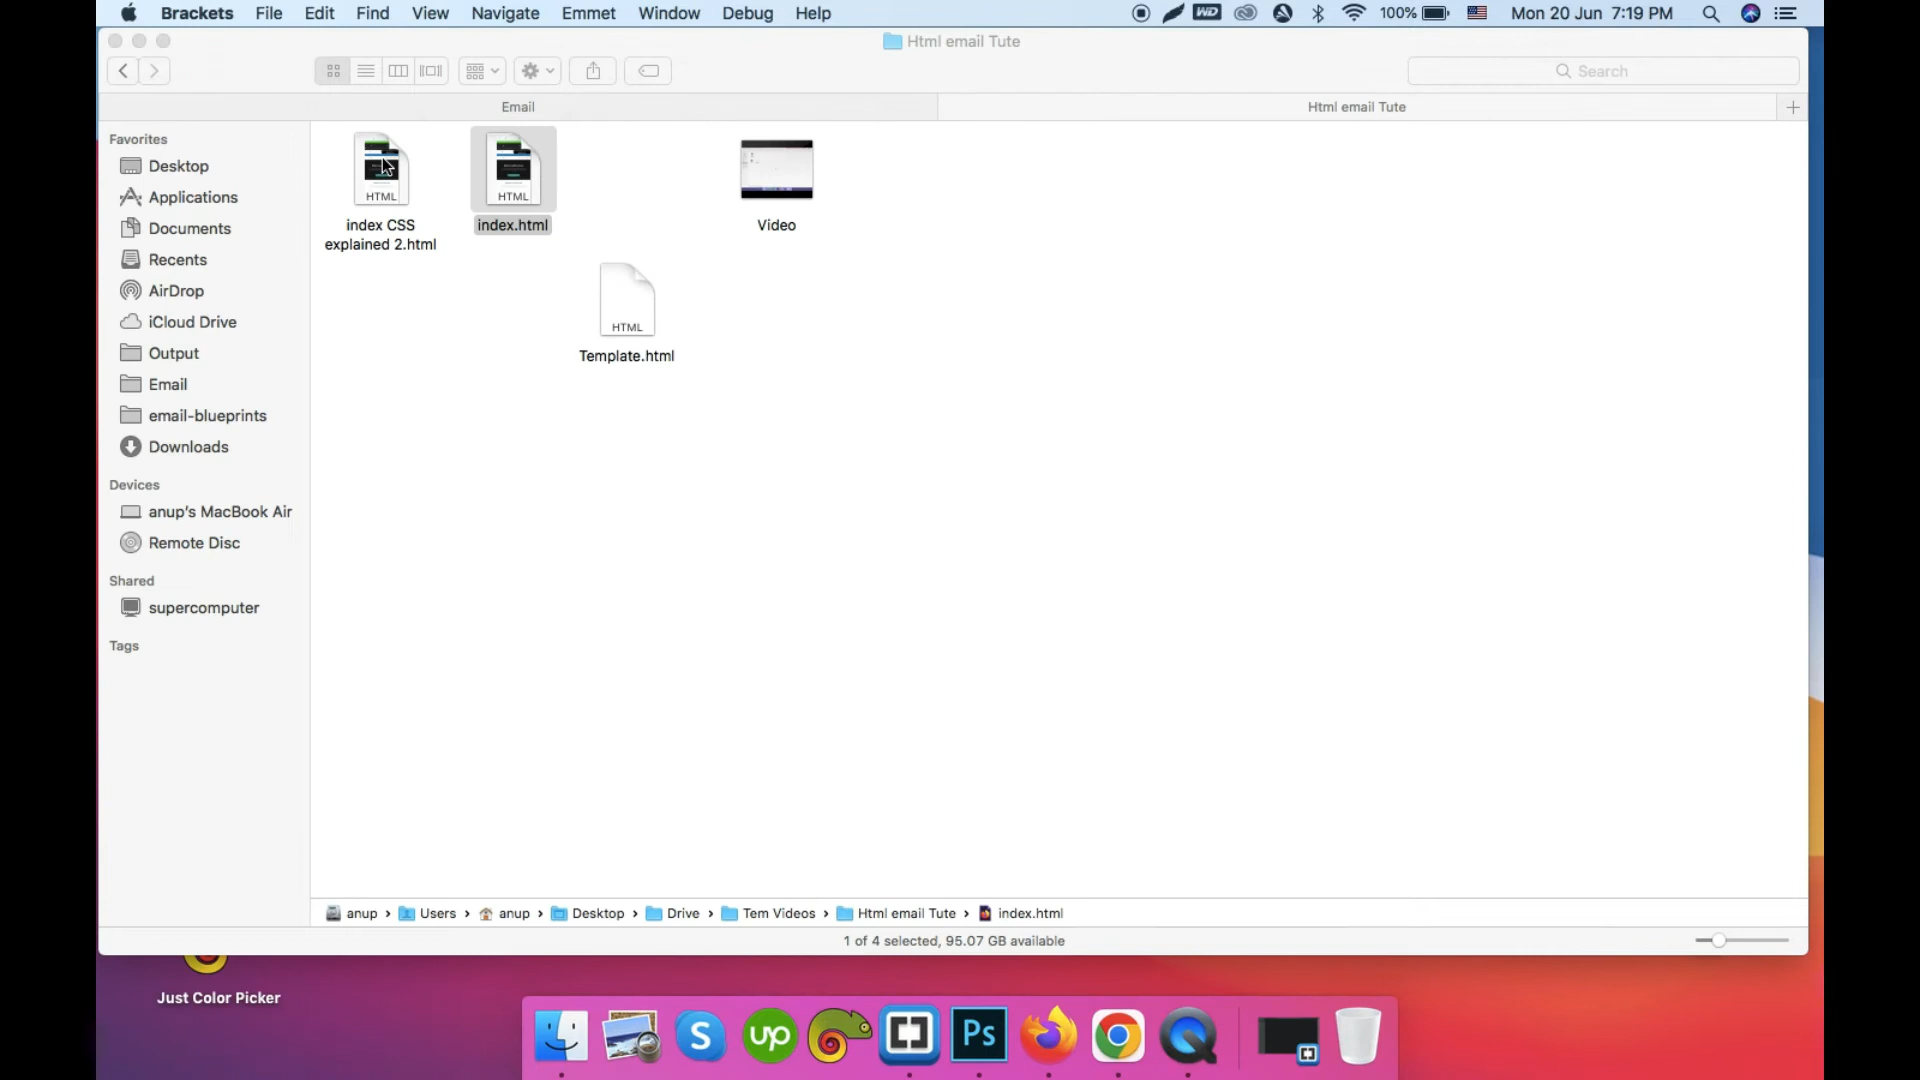 Brackets File Edit Find View Navigate Emmet Window Debug Help WD 100% Mon 20 Jun 7:19 PM
Html email Tute
Search
Email
Html email Tute
Favorites
Desktop
Applications
Documents
Recents
AirDrop
iCloud Drive
Output
Email
email-blueprints
Downloads
Devices
anup's MacBook Air
Remote Disc
Shared
supercomputer
Tags
HTML
index CSS
explained 2.html
HTML
index.html
Video
HTML
Template.html
anup › Users › anup › Desktop › Drive › Tem Videos › Html email Tute › index.html
1 of 4 selected, 95.07 GB available
Just Color Picker
S
up
Ps